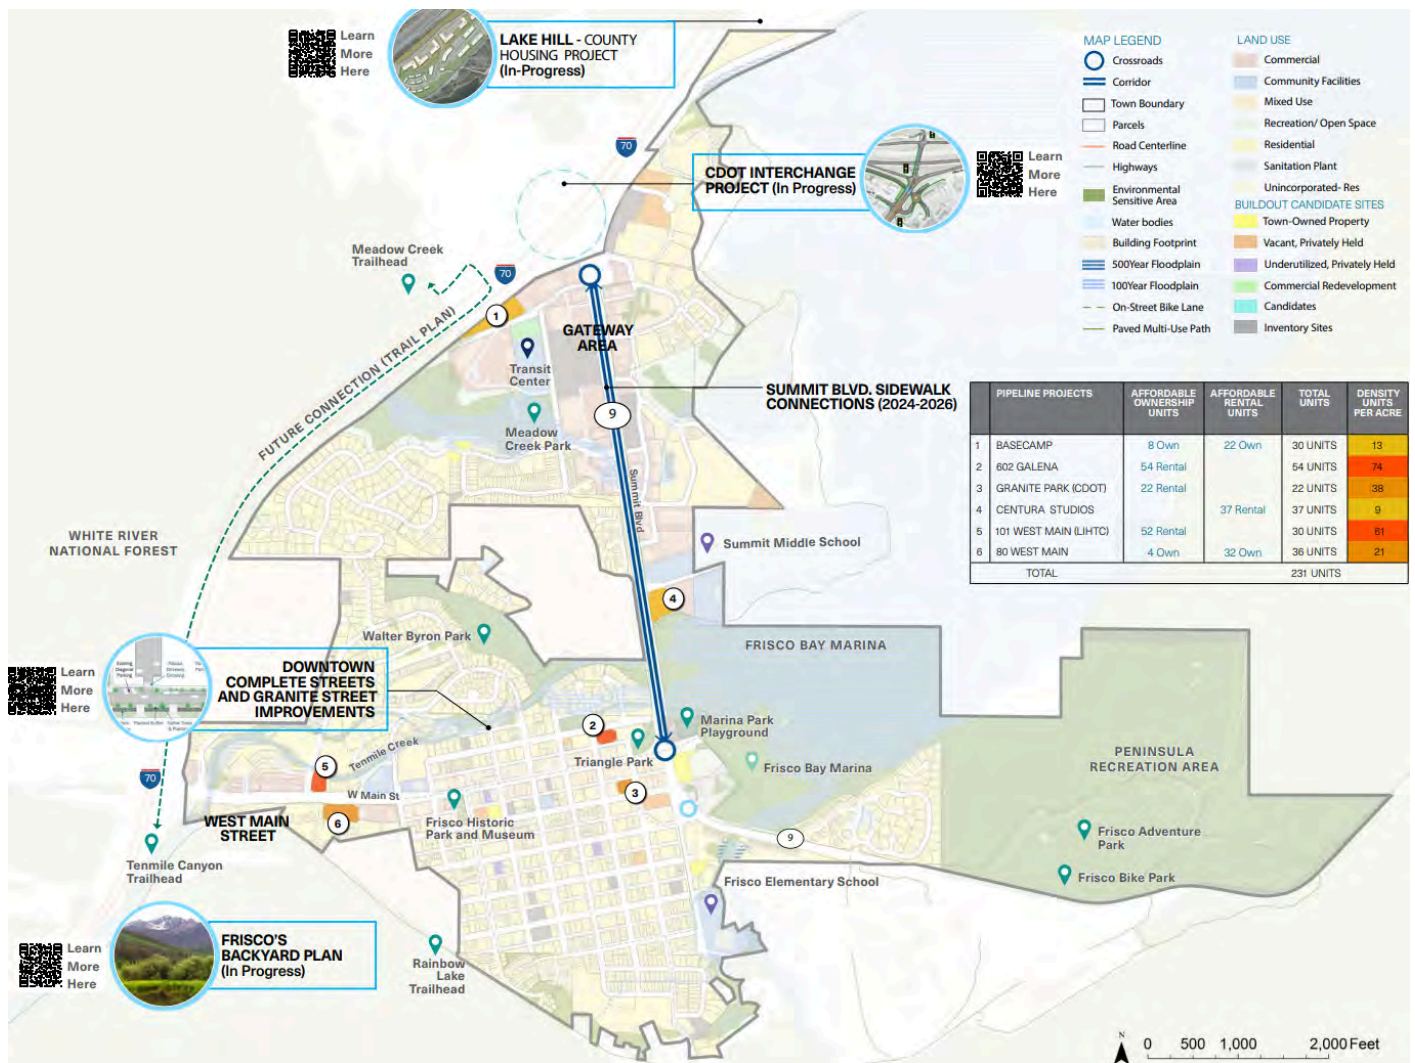 Learn
More
Here
LAKE HILL - COUNTY
HOUSING PROJECT
(In-Progress)
MAP LEGEND
Crossroads
Corridor
Town Boundary
Parcels
Road Centerline
Highways
Environmental
Sensitive Area
Water bodies
Building Footprint
500Year Floodplain
100Year Floodplain
On-Street Bike Lane
Paved Multi-Use Path
LAND USE
Commercial
Community Facilities
Mixed Use
Recreation/ Open Space
Residential
Sanitation Plant
Unincorporated- Res
BUILDOUT CANDIDATE SITES
Town-Owned Property
Vacant, Privately Held
Underutilized, Privately Held
Commercial Redevelopment
Candidates
Inventory Sites
70
CDOT INTERCHANGE
PROJECT (In Progress)
Learn
More
Here
Meadow Creek
Trailhead
70
1
GATEWAY
AREA
Transit
Center
FUTURE CONNECTION (TRAIL PLAN)
SUMMIT BLVD. SIDEWALK
CONNECTIONS (2024-2026)
9
Meadow
Creek Park
Summit Blvd
PIPELINE PROJECTS AFFORDABLE OWNERSHIP UNITS AFFORDABLE RENTAL UNITS TOTAL UNITS DENSITY UNITS PER ACRE
1 BASECAMP 8 Own 22 Own 30 UNITS 13
2 602 GALENA 54 Rental 54 UNITS 74
3 GRANITE PARK (CDOT) 22 Rental 22 UNITS 38
4 CENTURA STUDIOS 37 Rental 37 UNITS 9
5 101 WEST MAIN (LIHTC) 52 Rental 30 UNITS 61
6 80 WEST MAIN 4 Own 32 Own 36 UNITS 21
TOTAL 231 UNITS
WHITE RIVER
NATIONAL FOREST
Summit Middle School
4
Walter Byron Park
FRISCO BAY MARINA
Learn
More
Here
DOWNTOWN
COMPLETE STREETS
AND GRANITE STREET
IMPROVEMENTS
Marina Park
Playground
2
Triangle Park
Tenmile Creek
Frisco Bay Marina
PENINSULA
RECREATION AREA
5
70
W Main St
3
WEST MAIN
STREET
6
Frisco Historic
Park and Museum
9
Frisco Adventure
Park
Tenmile Canyon
Trailhead
Frisco Elementary School
Frisco Bike Park
Learn
More
Here
FRISCO'S
BACKYARD PLAN
(In Progress)
Rainbow
Lake
Trailhead
N
0 500 1,000 2,000 Feet